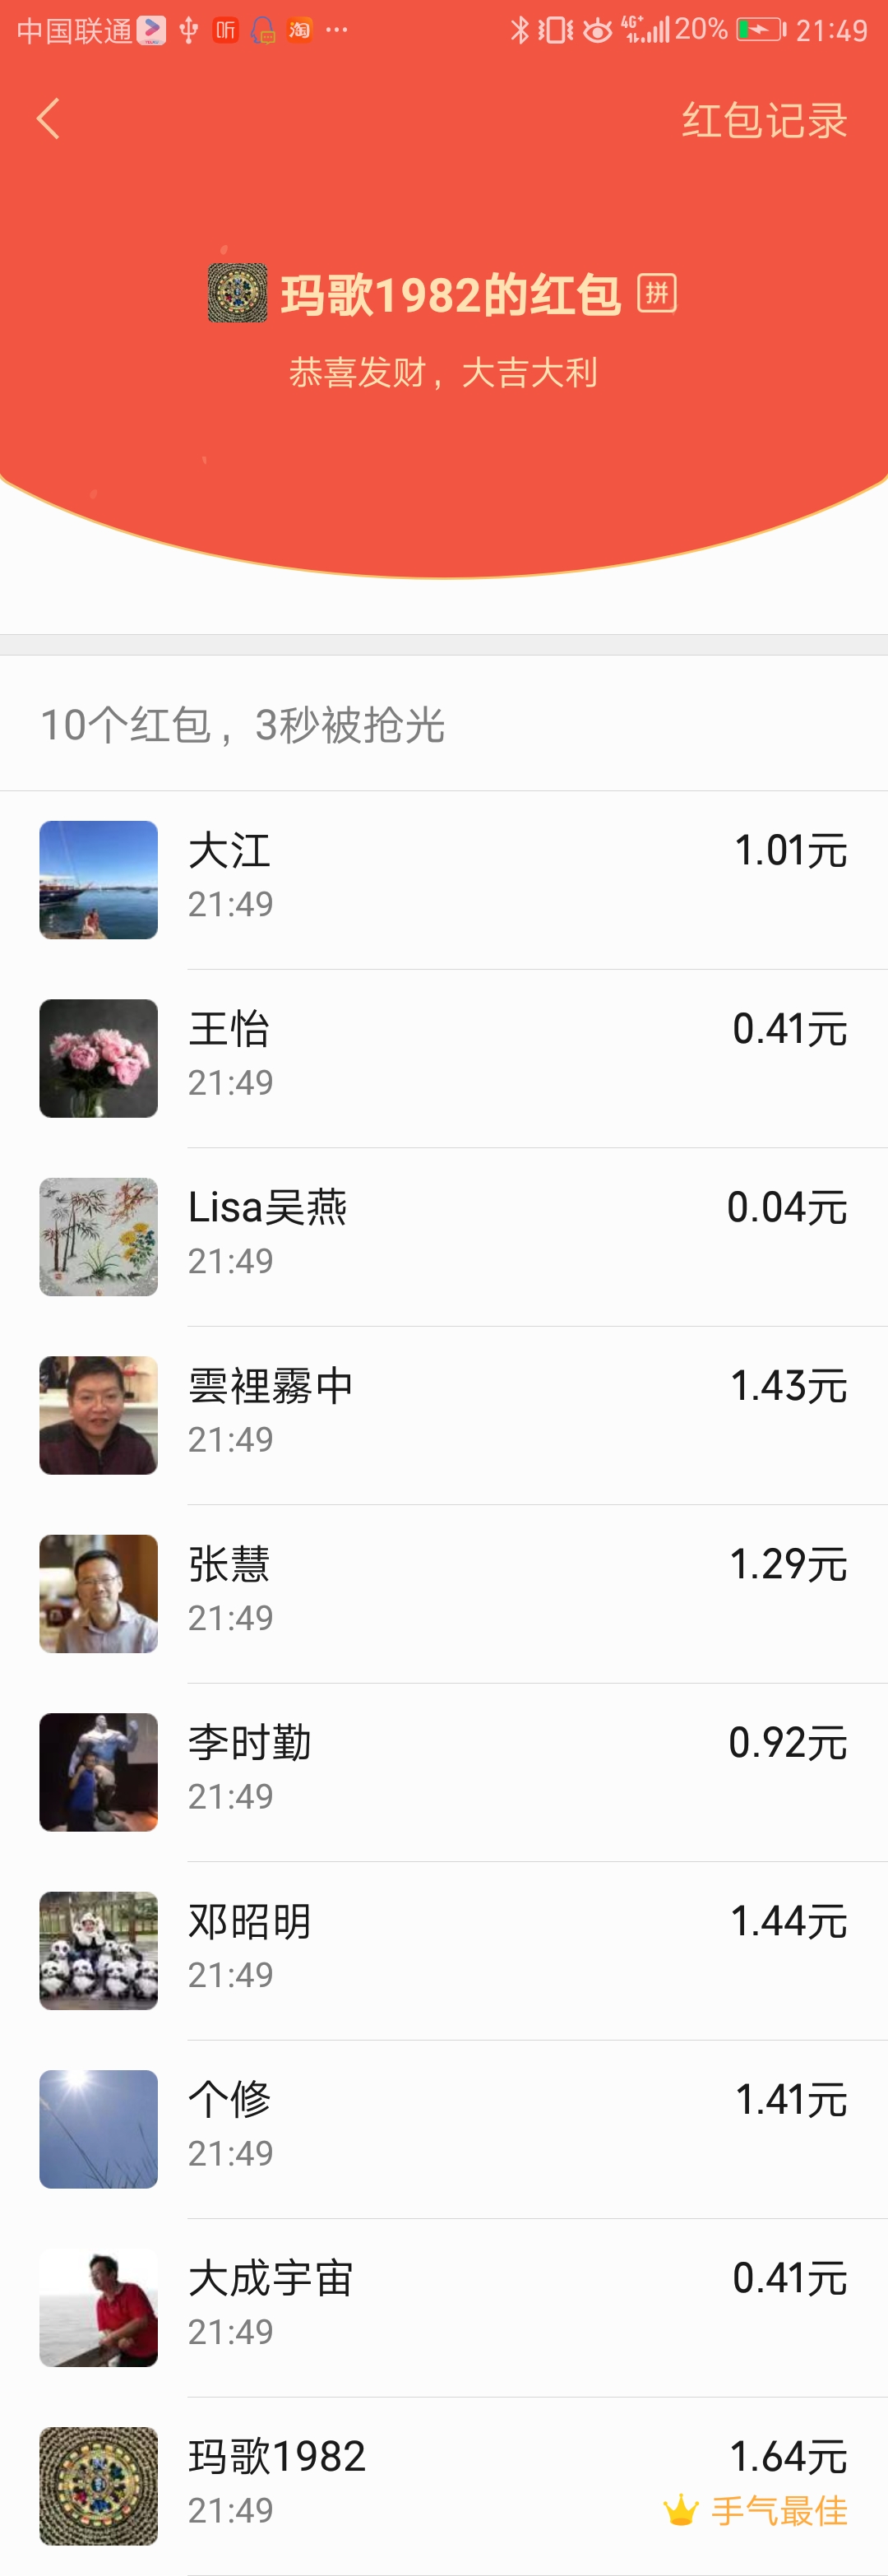 中国联通 听 淘 ... 4G+ 20% 21:49
红包记录
玛歌1982的红包 拼
恭喜发财，大吉大利
10个红包，3秒被抢光
大江 1.01元
21:49
王怡 0.41元
21:49
Lisa吴燕 0.04元
21:49
雲裡霧中 1.43元
21:49
张慧 1.29元
21:49
李时勤 0.92元
21:49
邓昭明 1.44元
21:49
个修 1.41元
21:49
大成宇宙 0.41元
21:49
玛歌1982 1.64元
21:49 手气最佳